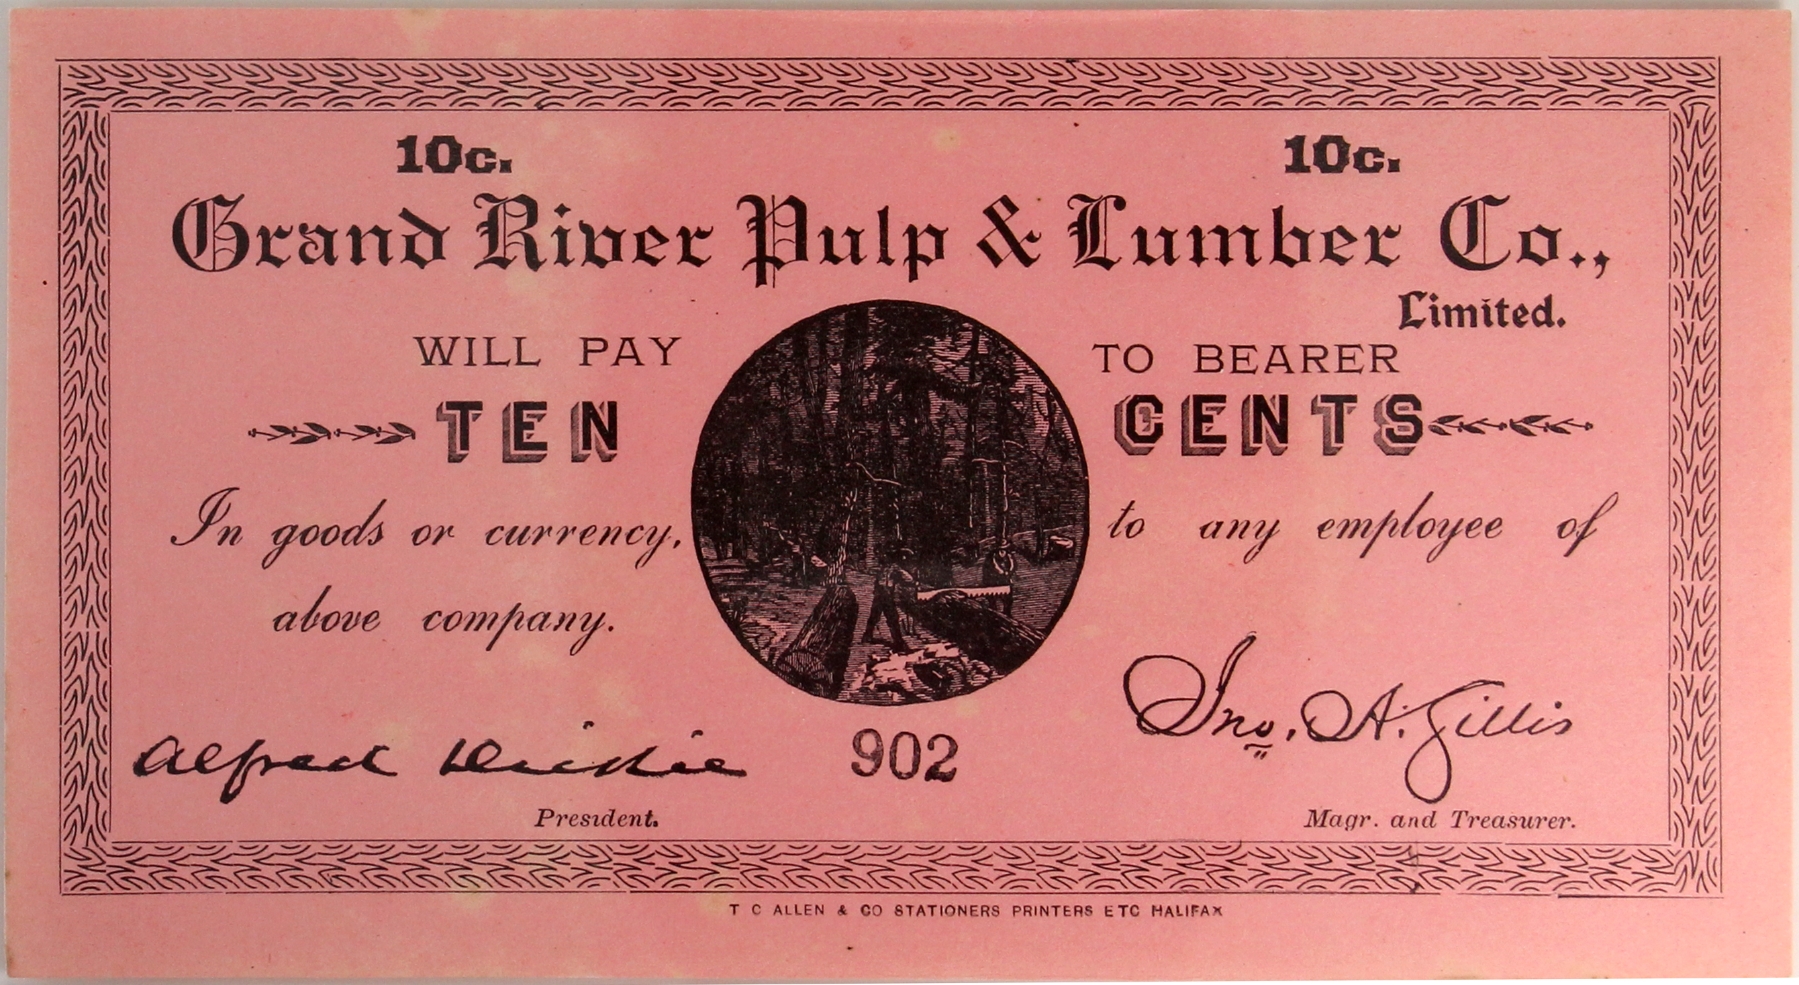 10c. 10c.
Grand River Pulp & Lumber Co.,
Limited.
WILL PAY TO BEARER
TEN CENTS
In goods or currency, to any employee of
above company.
Alfred Dickie 902 Jno. A. Gillis
President. Magr. and Treasurer.
T C ALLEN & CO STATIONERS PRINTERS ETC HALIFAX